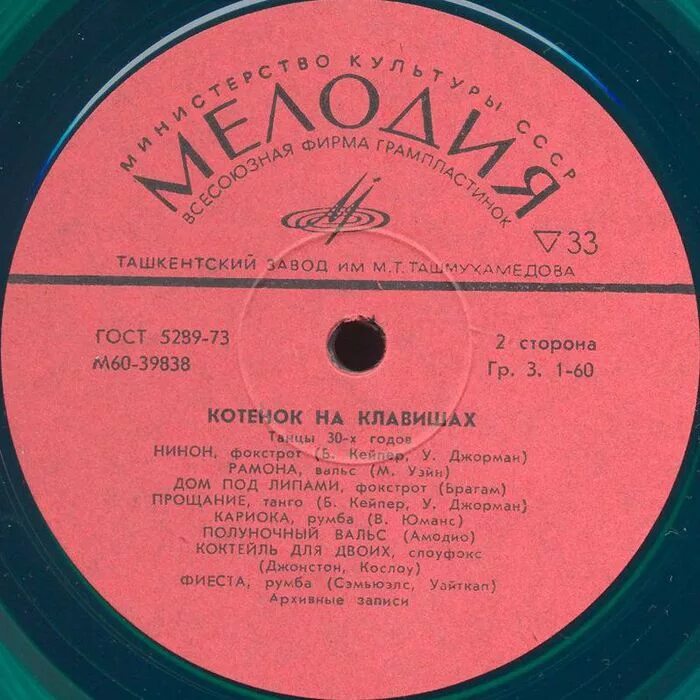 МИНИСТЕРСТВО КУЛЬТУРЫ СССР
МЕЛОДИЯ
ВСЕСОЮЗНАЯ ФИРМА ГРАМПЛАСТИНОК
33
ТАШКЕНТСКИЙ ЗАВОД ИМ М.Т.ТАШМУХАМЕДОВА
ГОСТ 5289-73
2 сторона
М60-39838
Гр. 3. 1-60
КОТЕНОК НА КЛАВИШАХ
Танцы 30-х годов
НИНОН, фокстрот (Б. Кейпер, У. Джорман)
РАМОНА, вальс (М. Уэйн)
ДОМ ПОД ЛИПАМИ, фокстрот (Брагам)
ПРОЩАНИЕ, танго (Б. Кейпер, У. Джорман)
КАРИОКА, румба (В. Юманс)
ПОЛУНОЧНЫЙ ВАЛЬС (Амодио)
КОКТЕЙЛЬ ДЛЯ ДВОИХ, слоуфокс
(Джонстон, Кослоу)
ФИЕСТА, румба (Сэмьюэлс, Уайткап)
Архивные записи